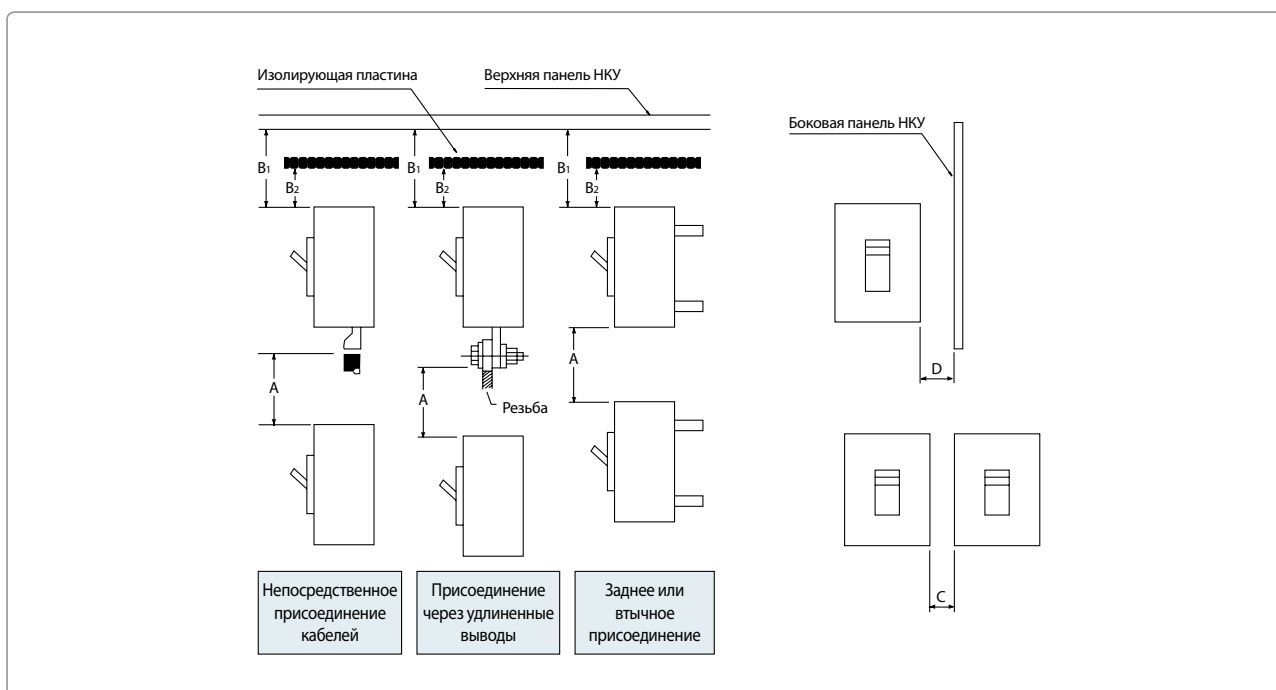 Изолирующая пластина
Верхняя панель НКУ
Боковая панель НКУ
B1
B1
B1
B2
B2
B2
A
A
A
Резьба
D
C
Непосредственное
присоединение
кабелей
Присоединение
через удлиненные
выводы
Заднее или
втычное
присоединение